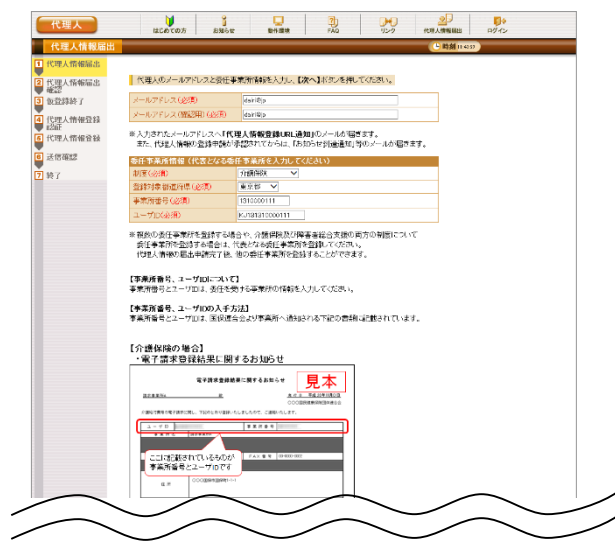 代理人
はじめての方
お知らせ
動作環境
FAQ
リンク
代理人情報届出
ログイン
代理人情報届出
時刻
1 代理人情報届出
2 代理人情報届出確認
3 仮登録終了
4 代理人情報登録認証
5 代理人情報登録
6 送信確認
7 終了
代理人のメールアドレスと委任事業所情報を入力し、【次へ】ボタンを押してください。
メールアドレス(必須)
dairi@jp
メールアドレス(確認用)(必須)
dairi@jp
※入力されたメールアドレスへ「代理人情報登録URL通知」のメールが届きます。
また、代理人情報の登録申請が承認されてからは、「お知らせ到達通知」等のメールが届きます。
委任事業所情報(代表となる委任事業所を入力してください)
制度(必須)
介護保険
登録対象都道府県(必須)
東京都
事業所番号(必須)
1310000111
ユーザID(必須)
KJ131310000111
※複数の委任事業所を登録する場合や、介護保険及び障害者総合支援の両方の制度について
委任事業所を登録する場合は、代表となる委任事業所を登録してください。
代理人情報の届出申請完了後、他の委任事業所を登録することができます。
【事業所番号、ユーザIDについて】
事業所番号とユーザIDは、委任を受ける事業所の情報を入力してください。
【事業所番号、ユーザIDの入手方法】
事業所番号とユーザIDは、国保連合会より事業所へ通知される下記の書類に記載されています。
【介護保険の場合】
・電子請求登録結果に関するお知らせ
電子請求登録結果に関するお知らせ
見本
ユーザID
事業所番号
ここに記載されているものが
事業所番号とユーザIDです
FAX番号
住所